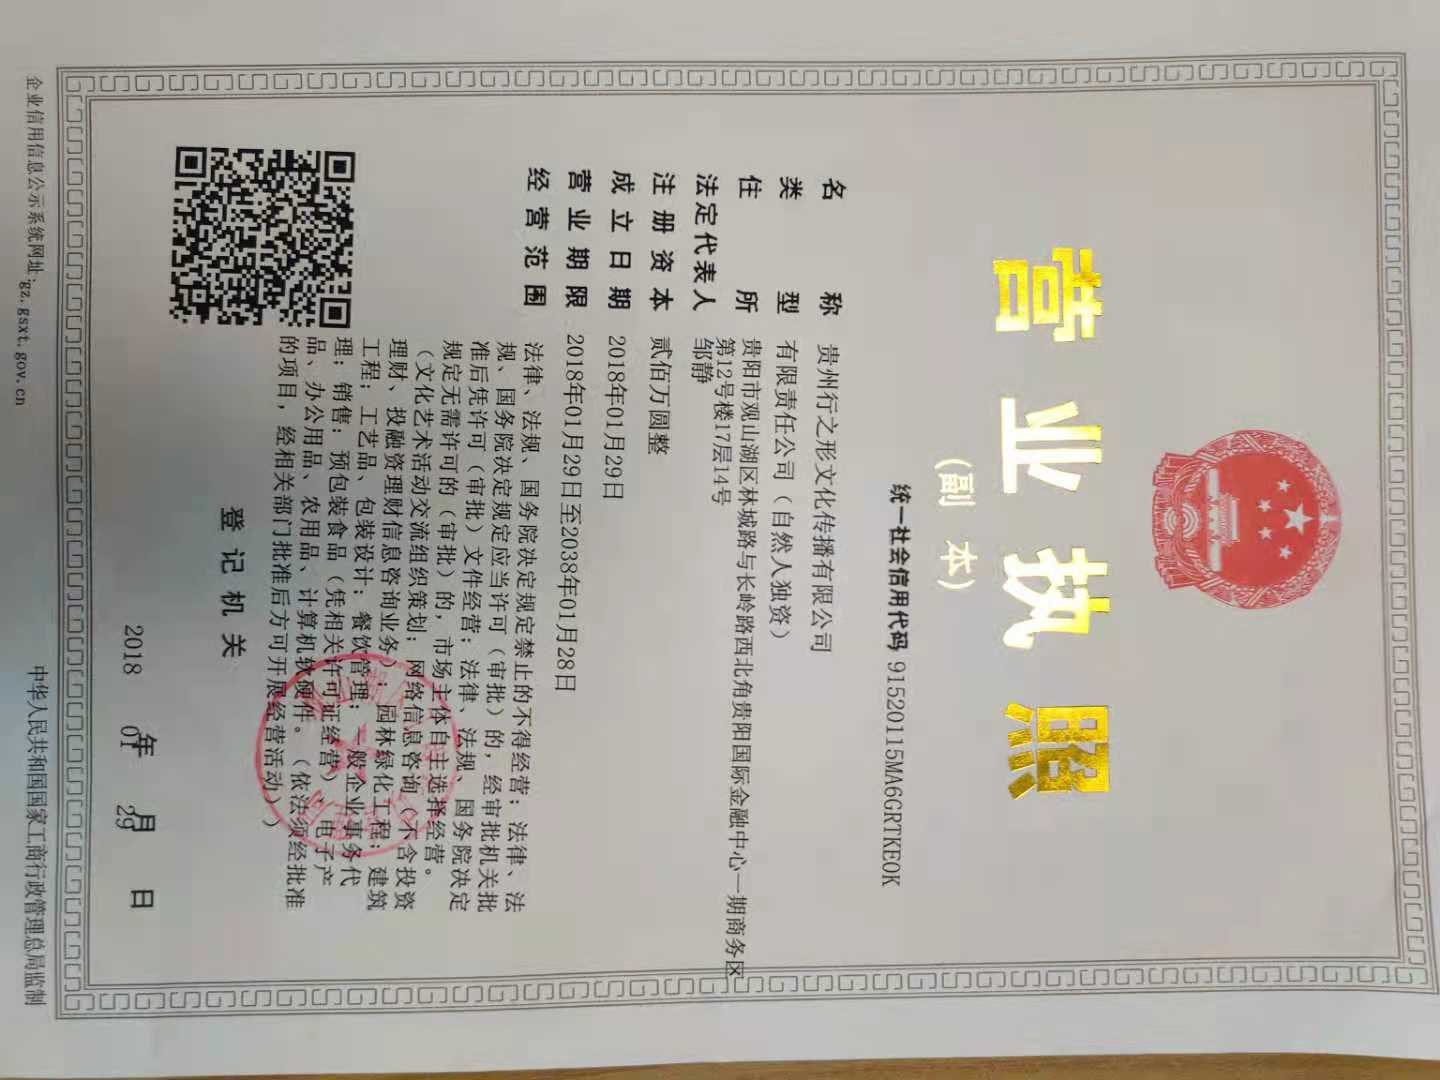 营业执照
(副 本)
统一社会信用代码 91520115MA6GRTKE0K
名 称 贵州行之形文化传播有限公司
类 型 有限责任公司（自然人独资）
住 所 贵阳市观山湖区林城路与长岭路西北角贵阳国际金融中心一期商务区
第12号楼17层14号
法定代表人 邹静
注册资本 贰佰万圆整
成立日期 2018年01月29日
营业期限 2018年01月29日至2038年01月28日
经营范围 法律、法规、国务院决定规定禁止的不得经营；法律、法
规、国务院决定规定应当许可（审批）的，经审批机关批
准后凭许可（审批）文件经营；法律、法规、国务院决定
规定无需许可的（审批）的，市场主体自主选择经营。
（文化艺术活动交流组织策划；网络信息咨询（不含投资
理财、投融资理财信息咨询业务）；园林绿化工程；建筑
工程；工艺品、包装设计；餐饮管理；一般企业事务代
理；销售：预包装食品（凭相关许可证经营）、电子产
品、办公用品、农用品、计算机软硬件。（依法须经批准
的项目，经相关部门批准后方可开展经营活动））
登记机关
2018年01月29日
企业信用信息公示系统网址：gz.gsxt.gov.cn
中华人民共和国国家工商行政管理总局监制